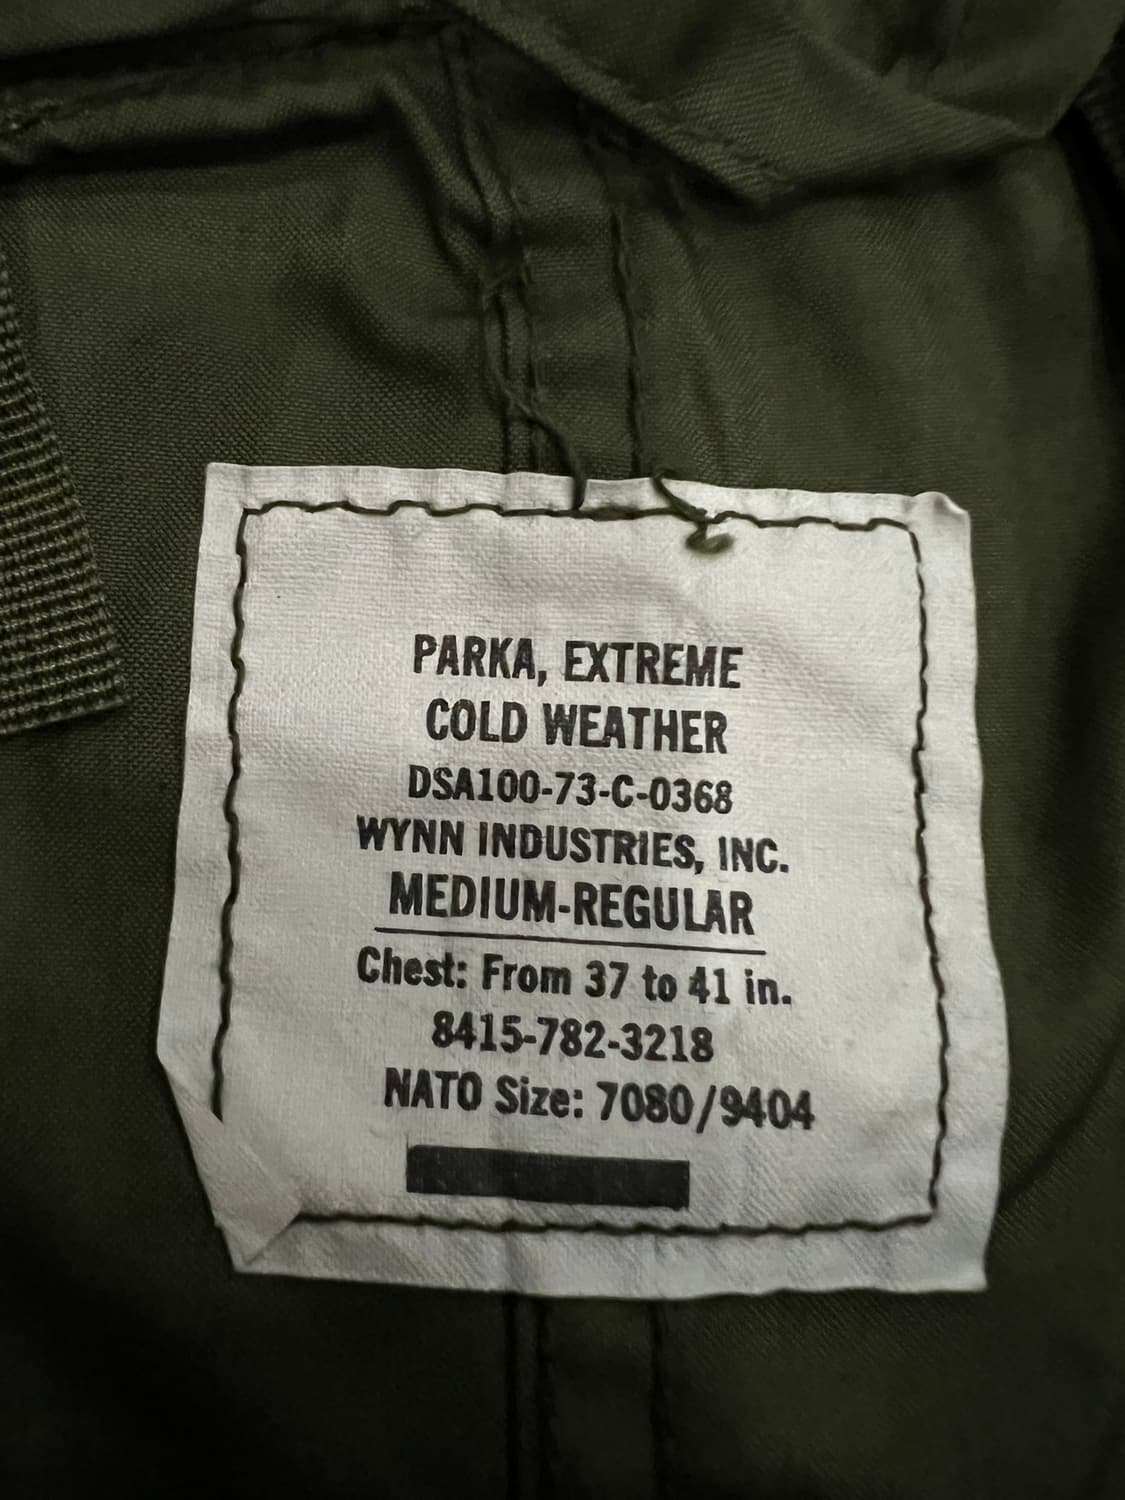 PARKA, EXTREME
COLD WEATHER
DSA100-73-C-0368
WYNN INDUSTRIES, INC.
MEDIUM-REGULAR
Chest: From 37 to 41 in.
8415-782-3218
NATO Size: 7080/9404